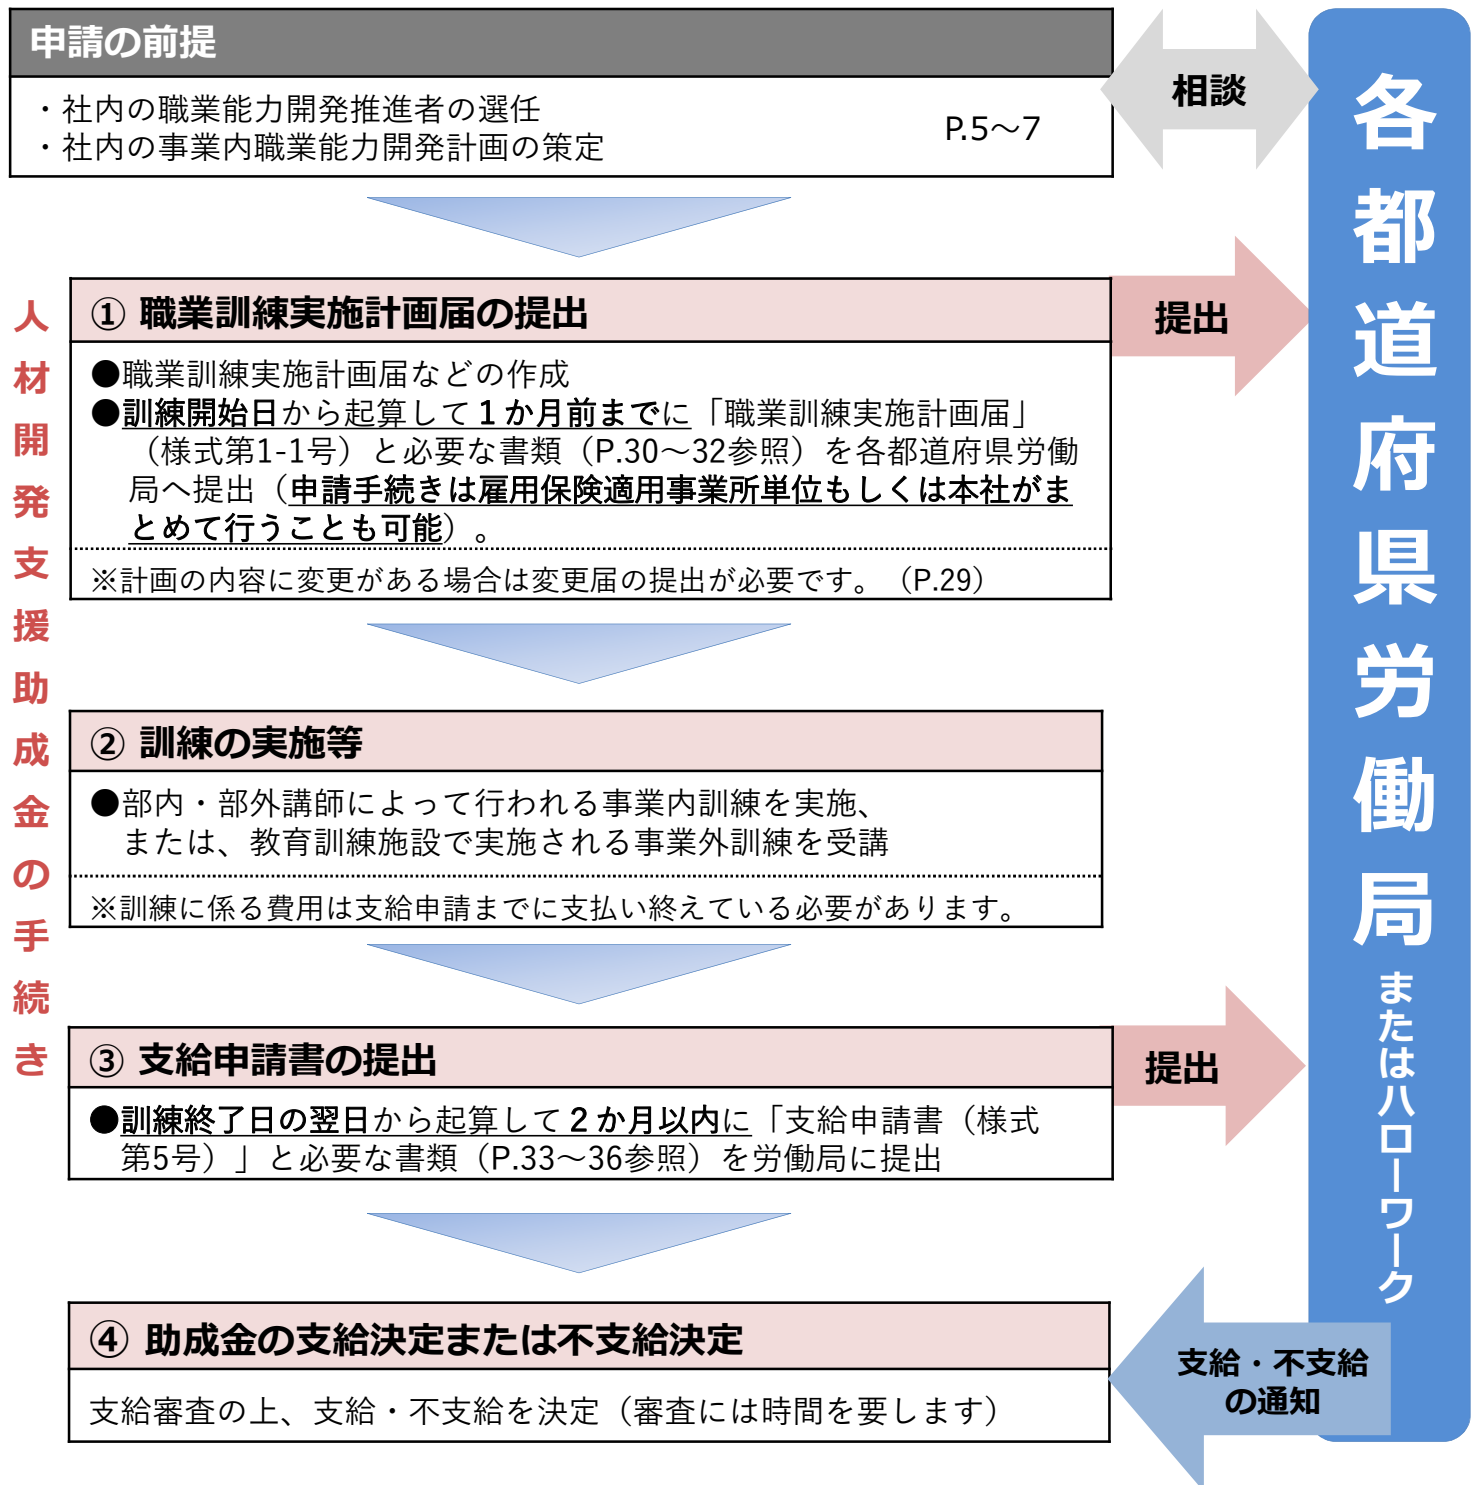 申請の前提
・社内の職業能力開発推進者の選任
・社内の事業内職業能力開発計画の策定
P.5～7
相談
人材開発支援助成金の手続き
① 職業訓練実施計画届の提出
●職業訓練実施計画届などの作成
●訓練開始日から起算して１か月前までに「職業訓練実施計画届」
（様式第1-1号）と必要な書類（P.30～32参照）を各都道府県労働
局へ提出（申請手続きは雇用保険適用事業所単位もしくは本社がま
とめて行うことも可能）。
※計画の内容に変更がある場合は変更届の提出が必要です。（P.29）
提出
② 訓練の実施等
●部内・部外講師によって行われる事業内訓練を実施、
または、教育訓練施設で実施される事業外訓練を受講
※訓練に係る費用は支給申請までに支払い終えている必要があります。
③ 支給申請書の提出
●訓練終了日の翌日から起算して２か月以内に「支給申請書（様式
第5号）」と必要な書類（P.33～36参照）を労働局に提出
提出
④ 助成金の支給決定または不支給決定
支給審査の上、支給・不支給を決定（審査には時間を要します）
支給・不支給
の通知
各都道府県労働局またはハローワーク